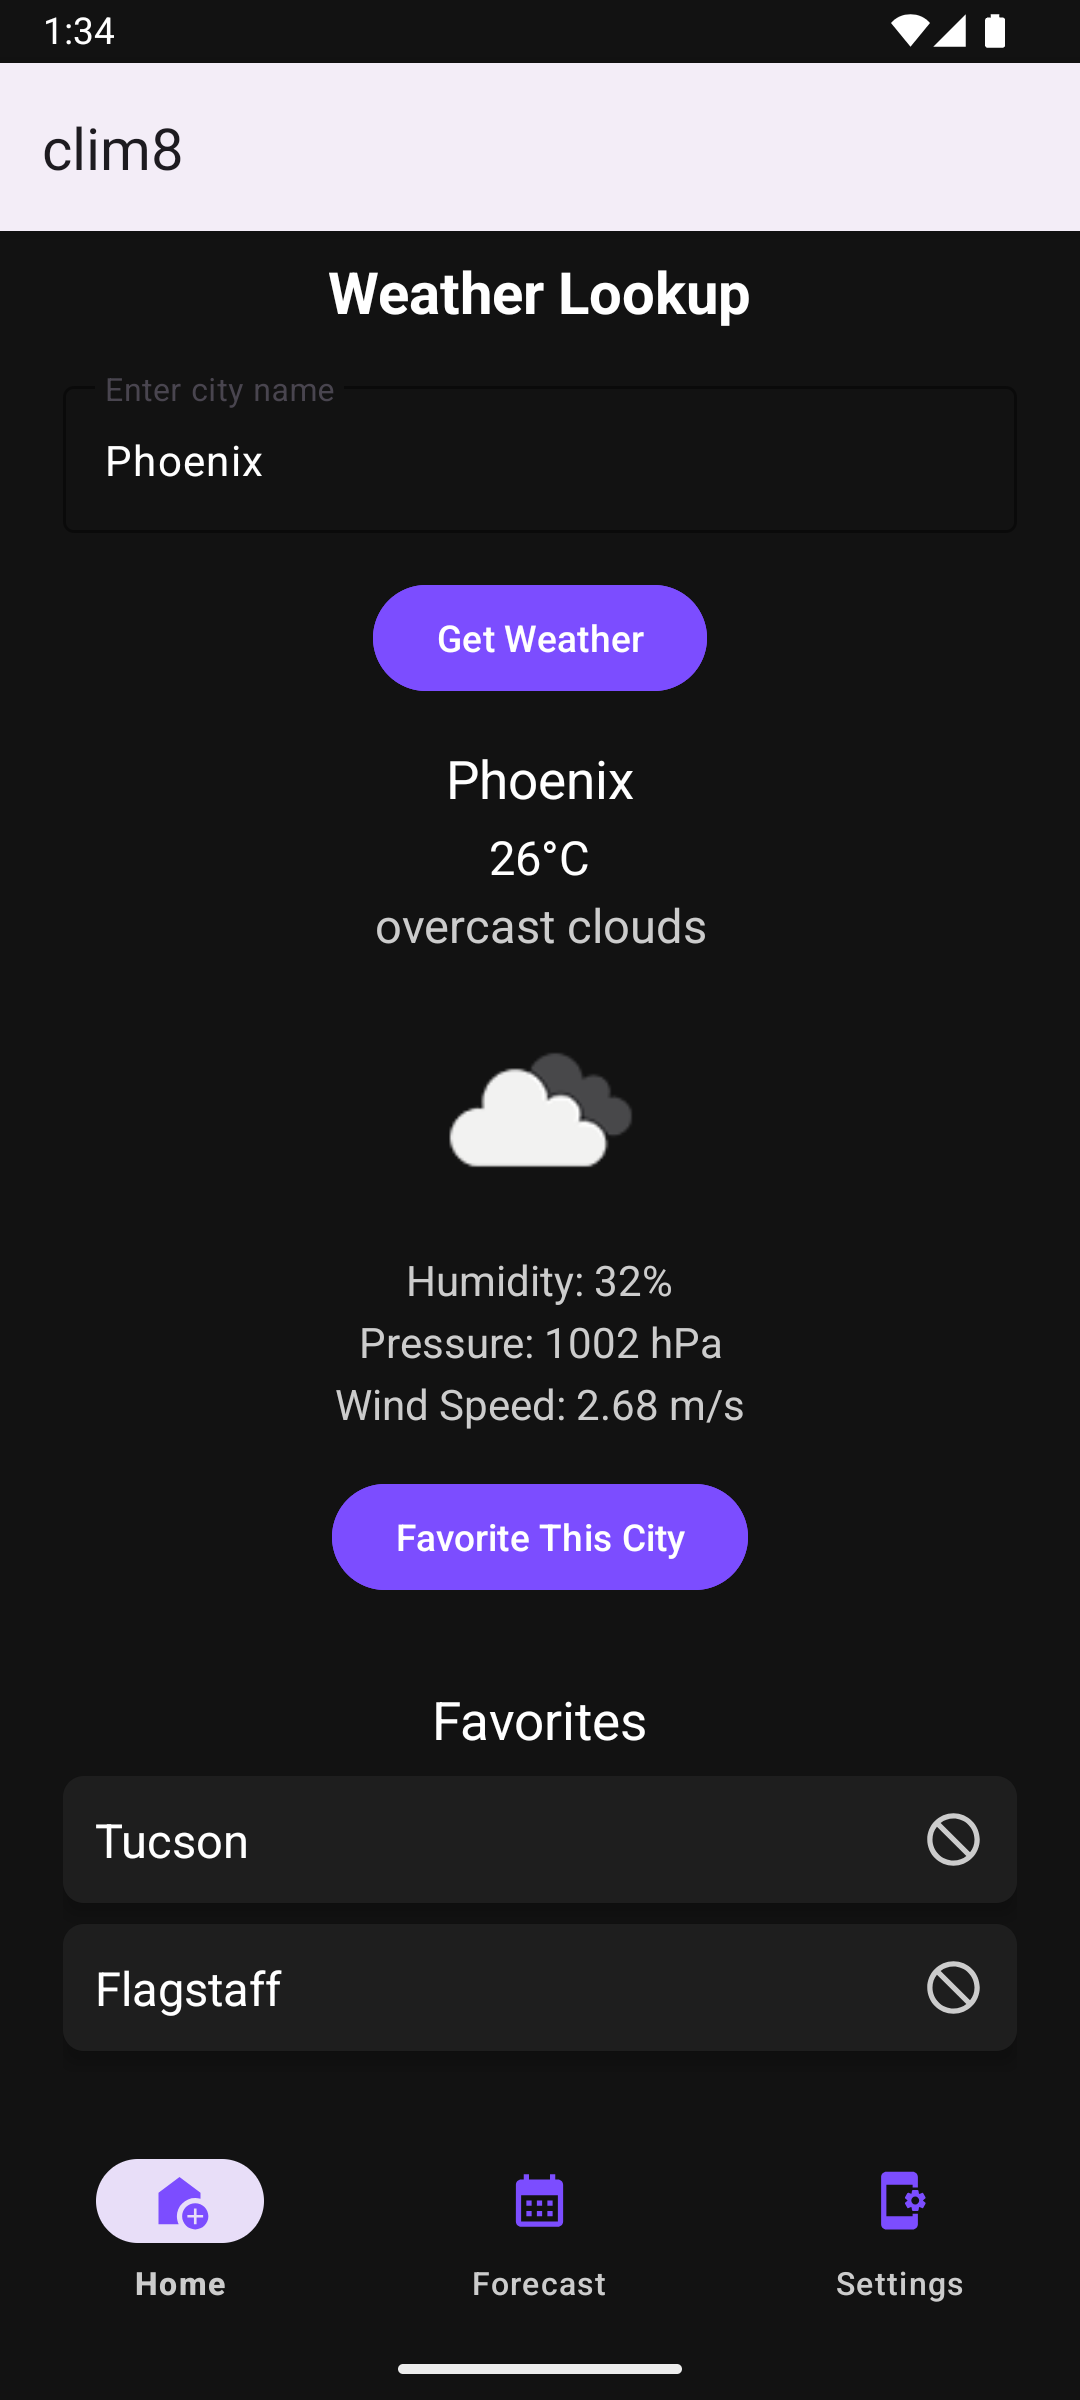 1:34
clim8
Weather Lookup
Enter city name
Phoenix
Get Weather
Phoenix
26°C
overcast clouds
Humidity: 32%
Pressure: 1002 hPa
Wind Speed: 2.68 m/s
Favorite This City
Favorites
Tucson
Flagstaff
Home
Forecast
Settings